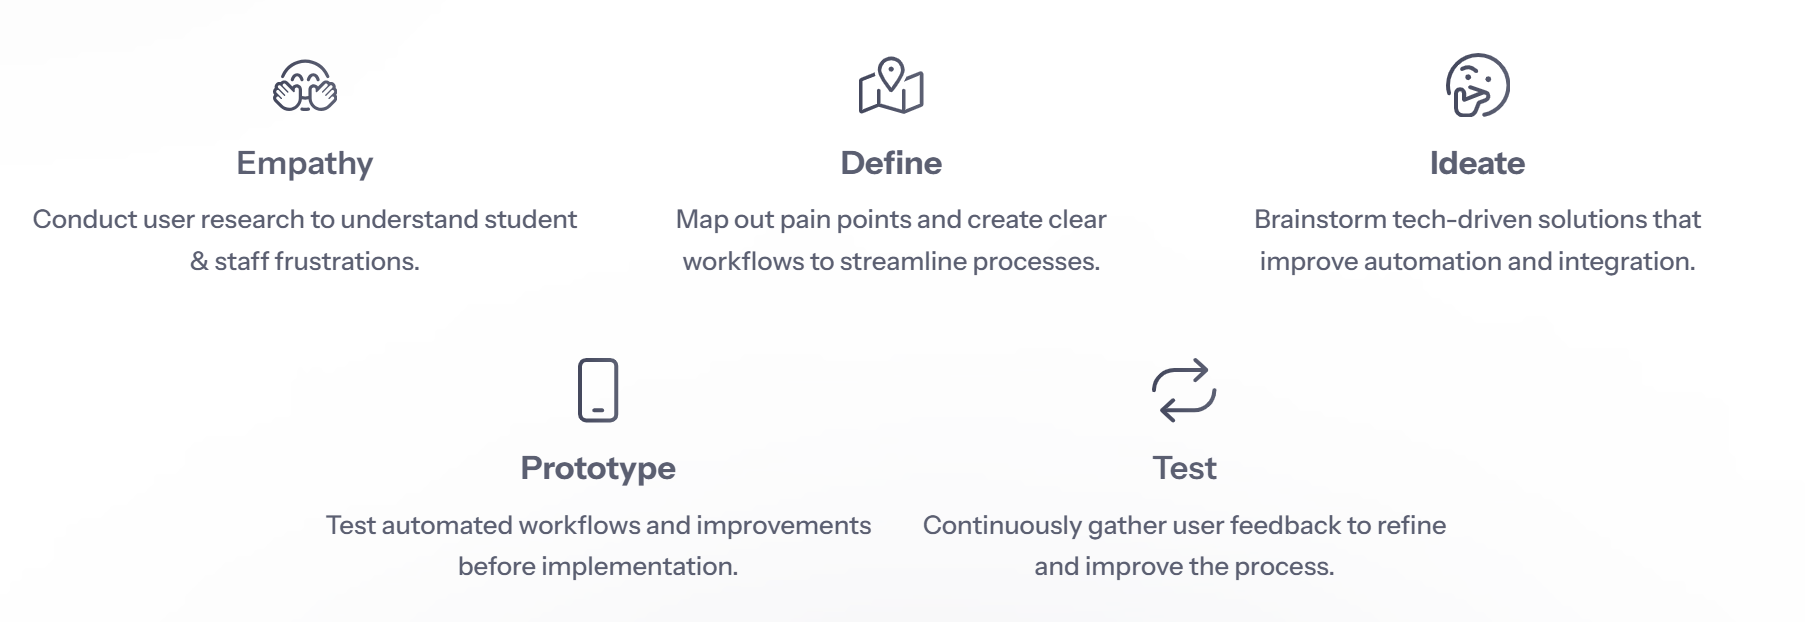 Empathy
Conduct user research to understand student
& staff frustrations.
Define
Map out pain points and create clear
workflows to streamline processes.
Ideate
Brainstorm tech-driven solutions that
improve automation and integration.
Prototype
Test automated workflows and improvements
before implementation.
Test
Continuously gather user feedback to refine
and improve the process.